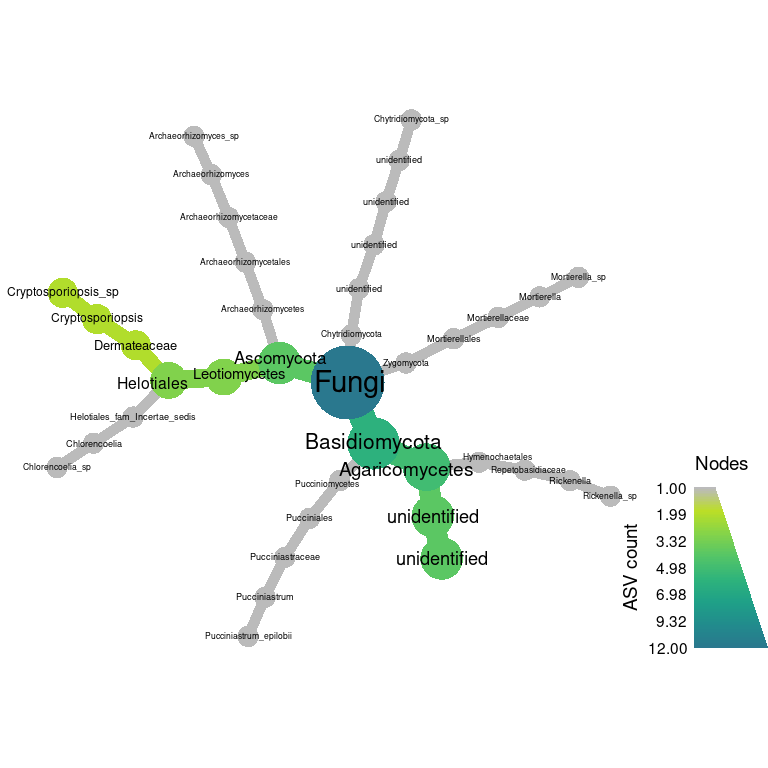 Chytridiomycota_sp
Archaeorhizomyces_sp
unidentified
Archaeorhizomyces
unidentified
Archaeorhizomycetaceae
unidentified
Archaeorhizomycetales
Mortierella_sp
unidentified
Cryptosporiopsis_sp
Mortierella
Archaeorhizomycetes
Cryptosporiopsis
Mortierellaceae
Chytridiomycota
Mortierellales
Dermateaceae
Ascomycota
Zygomycota
Leotiomycetes
Helotiales
Fungi
Helotiales_fam_Incertae_sedis
Chlorencoelia
Basidiomycota
Hymenochaetales
Chlorencoelia_sp
Agaricomycetes
Repetobasidiaceae
Nodes
Pucciniomycetes
Rickenella
Rickenella_sp
1.00
1.99
3.32
4.98
6.98
9.32
12.00
ASV count
Pucciniales
unidentified
Pucciniastraceae
unidentified
Pucciniastrum
Pucciniastrum_epilobii